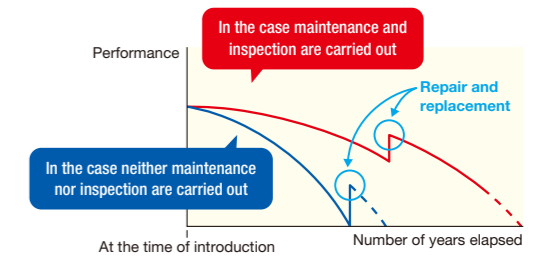 In the case maintenance and
inspection are carried out
Performance
Repair and
replacement
In the case neither maintenance
nor inspection are carried out
At the time of introduction
Number of years elapsed